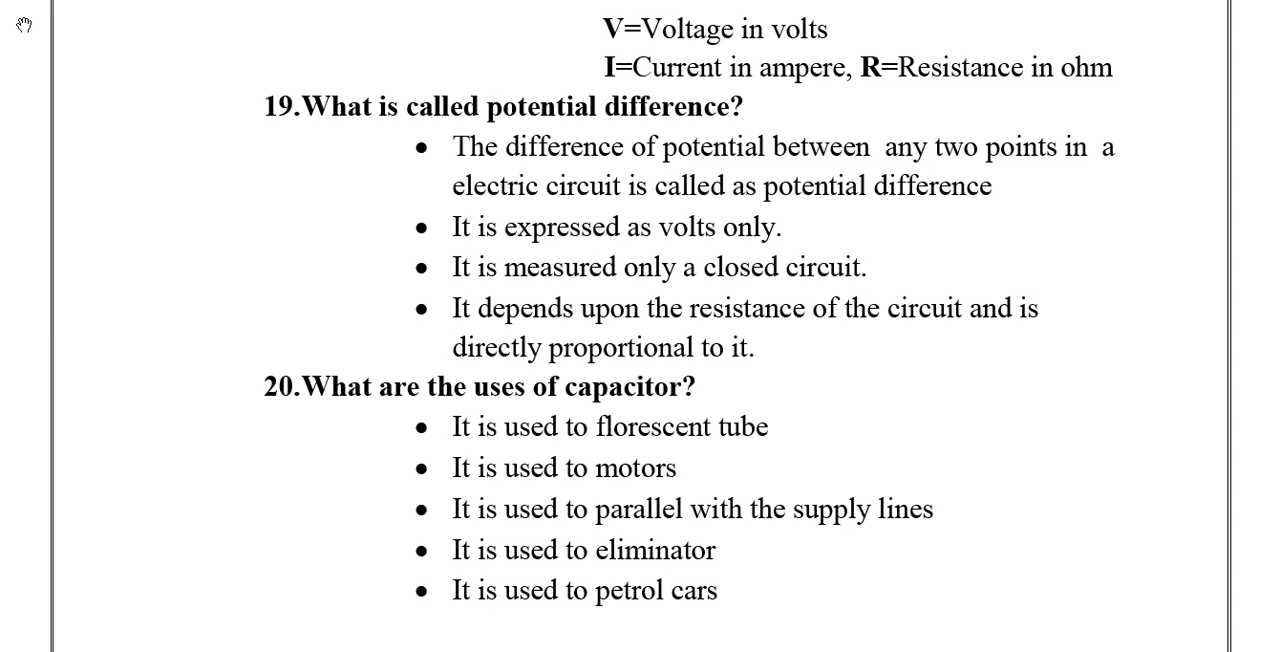 V=Voltage in volts
I=Current in ampere, R=Resistance in ohm
19.What is called potential difference?
• The difference of potential between any two points in a
electric circuit is called as potential difference
• It is expressed as volts only.
• It is measured only a closed circuit.
• It depends upon the resistance of the circuit and is
directly proportional to it.
20.What are the uses of capacitor?
• It is used to florescent tube
• It is used to motors
• It is used to parallel with the supply lines
• It is used to eliminator
• It is used to petrol cars